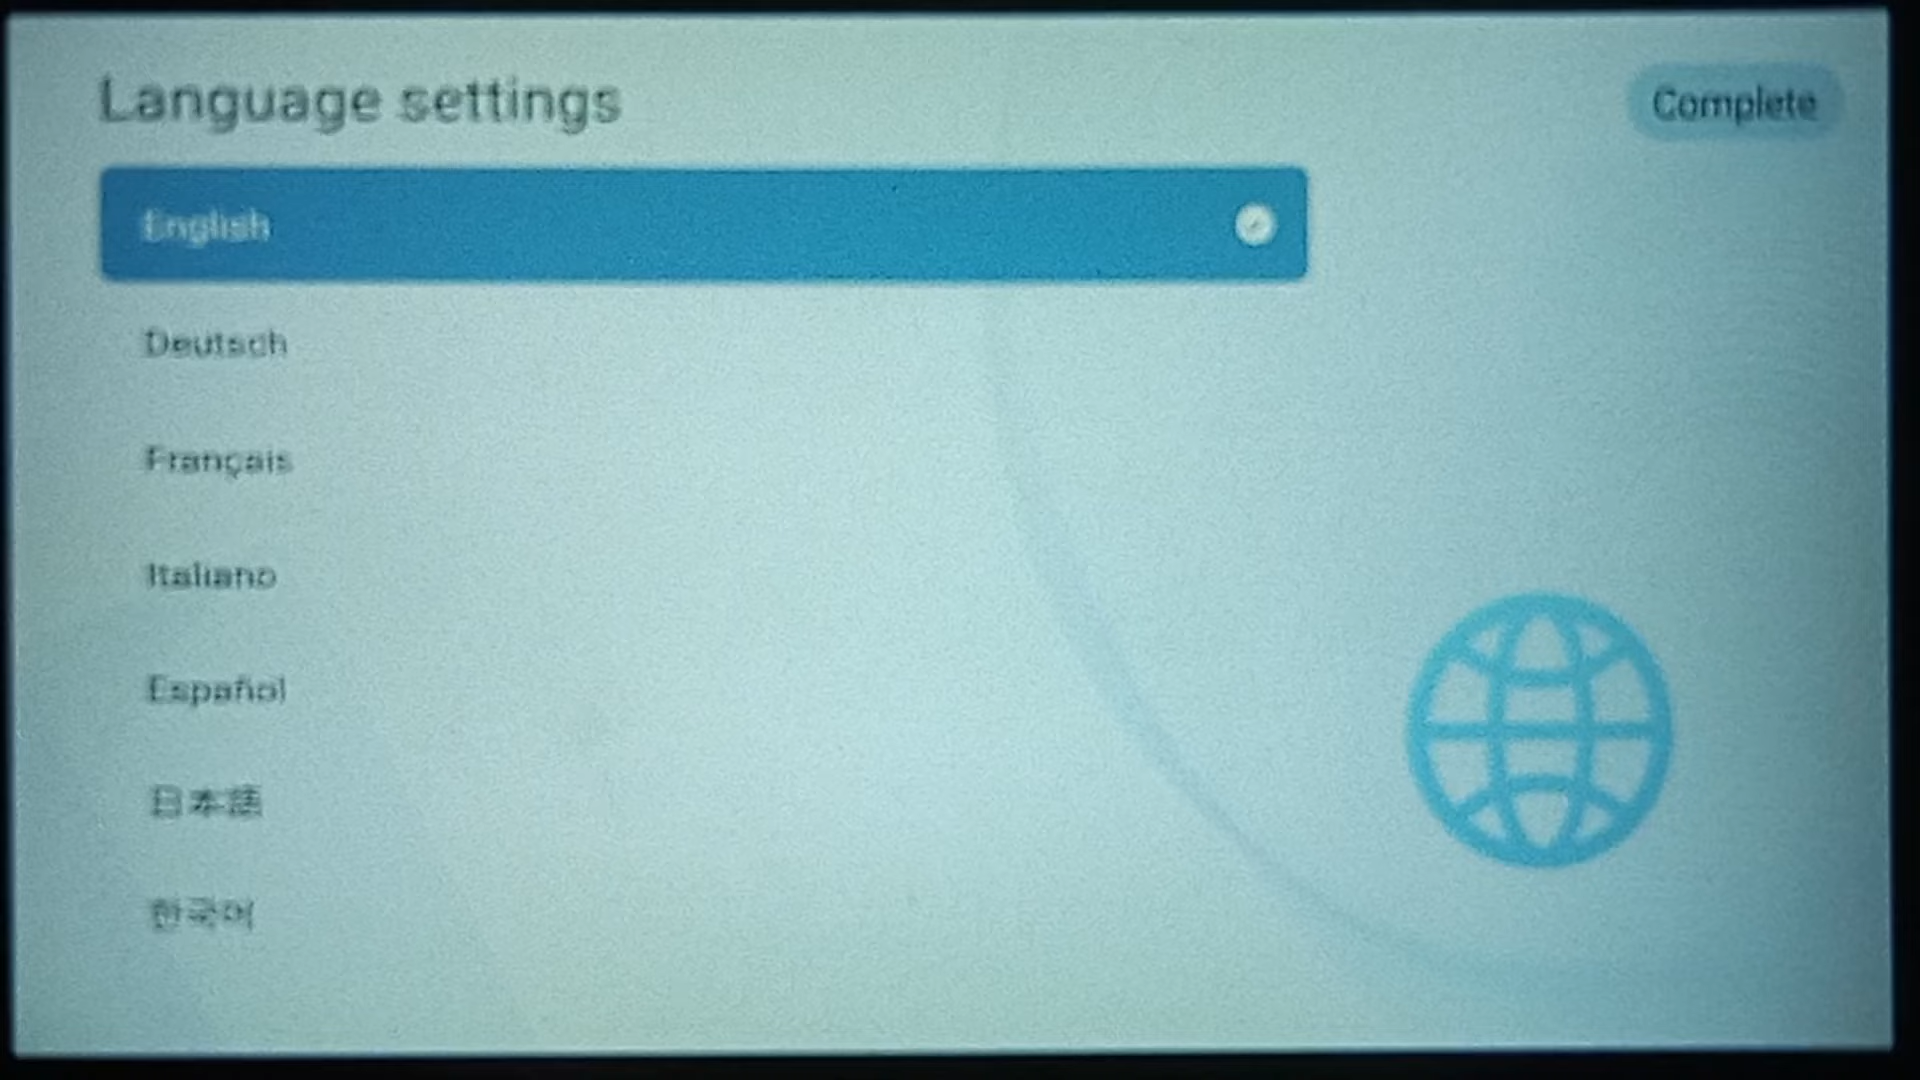 Language settings
Complete
English
Deutsch
Français
Italiano
Español
日本語
한국어